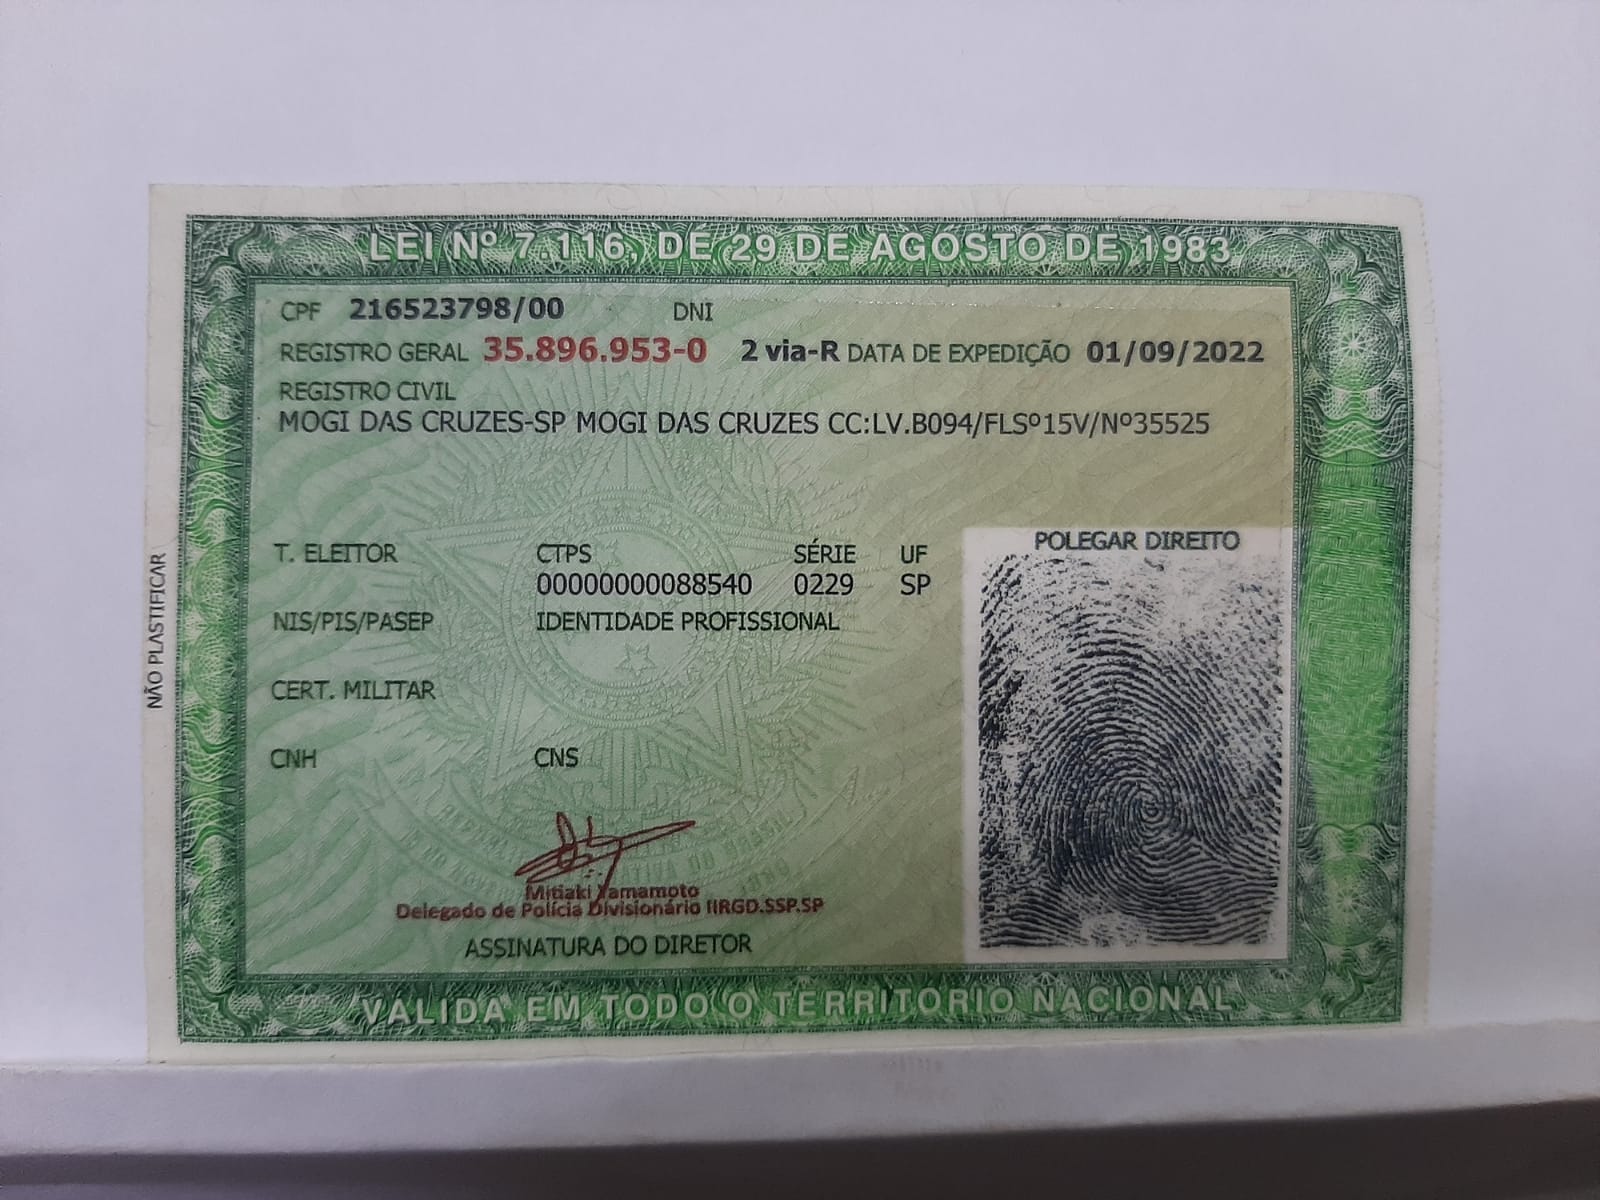 LEI Nº 7.116, DE 29 DE AGOSTO DE 1983
CPF 216523798/00 DNI
REGISTRO GERAL 35.896.953-0 2 via-R DATA DE EXPEDIÇÃO 01/09/2022
REGISTRO CIVIL
MOGI DAS CRUZES-SP MOGI DAS CRUZES CC:LV.B094/FLSº15V/Nº35525
T. ELEITOR CTPS SÉRIE UF
00000000088540 0229 SP
NIS/PIS/PASEP IDENTIDADE PROFISSIONAL
CERT. MILITAR
CNH CNS
POLEGAR DIREITO
Mitiaki Yamamoto
Delegado de Polícia Divisionário IIRGD.SSP.SP
ASSINATURA DO DIRETOR
VALIDA EM TODO O TERRITORIO NACIONAL
NÃO PLASTIFICAR